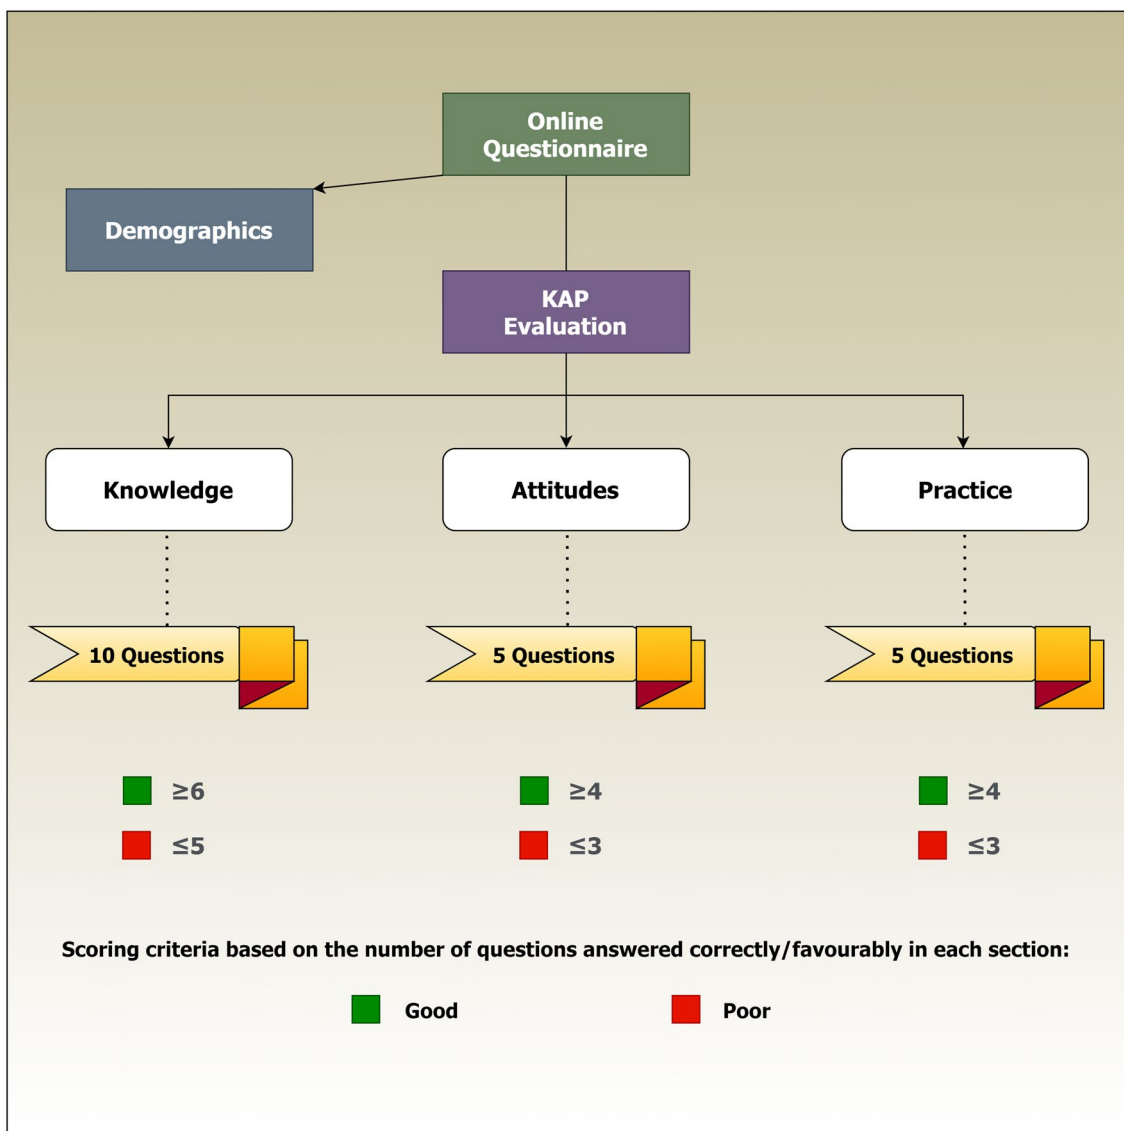 Online
Questionnaire
Demographics
KAP
Evaluation
Knowledge
Attitudes
Practice
10 Questions
5 Questions
5 Questions
≥6
≥4
≥4
≤5
≤3
≤3
Scoring criteria based on the number of questions answered correctly/favourably in each section:
Good
Poor